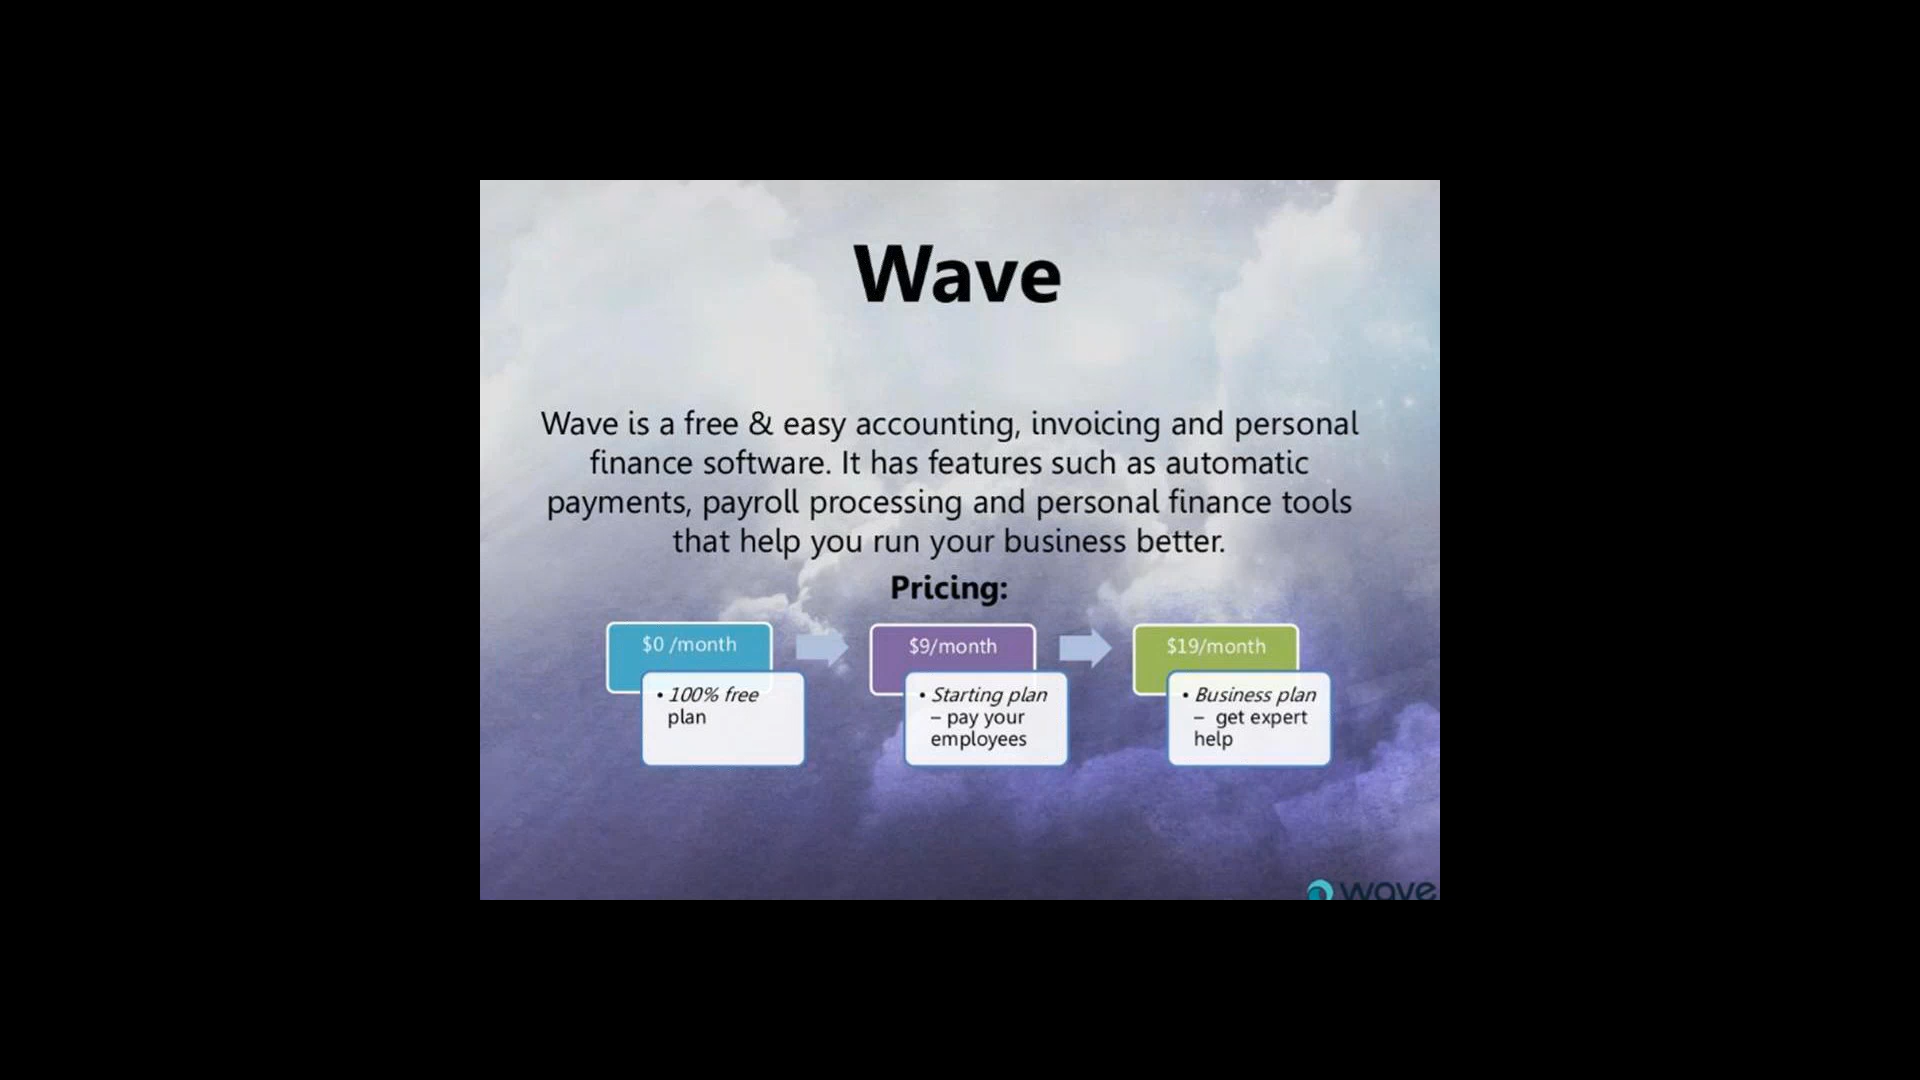 Wave
Wave is a free & easy accounting, invoicing and personal
finance software. It has features such as automatic
payments, payroll processing and personal finance tools
that help you run your business better.
Pricing:
$0 /month
• 100% free
plan
$9/month
• Starting plan
– pay your
employees
$19/month
• Business plan
– get expert
help
wave